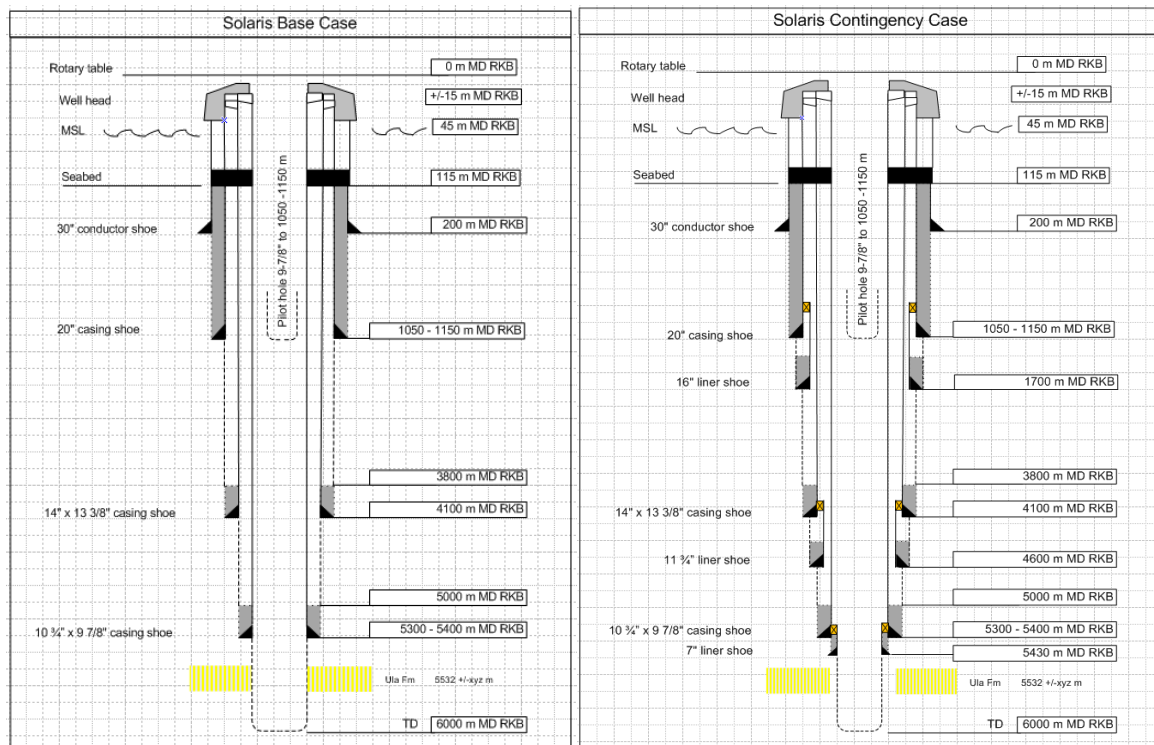 Solaris Base Case
Rotary table
0 m MD RKB
Well head
+/-15 m MD RKB
MSL
45 m MD RKB
Seabed
115 m MD RKB
Pilot hole 9-7/8" to 1050 -1150 m
30" conductor shoe
200 m MD RKB
20" casing shoe
1050 - 1150 m MD RKB
3800 m MD RKB
14" x 13 3/8" casing shoe
4100 m MD RKB
5000 m MD RKB
10 ¾" x 9 7/8" casing shoe
5300 - 5400 m MD RKB
Ula Fm 5532 +/-xyz m
TD 6000 m MD RKB
Solaris Contingency Case
Rotary table
0 m MD RKB
Well head
+/-15 m MD RKB
MSL
45 m MD RKB
Seabed
115 m MD RKB
Pilot hole 9-7/8" to 1050 -1150 m
30" conductor shoe
200 m MD RKB
20" casing shoe
1050 - 1150 m MD RKB
16" liner shoe
1700 m MD RKB
3800 m MD RKB
14" x 13 3/8" casing shoe
4100 m MD RKB
11 ¾" liner shoe
4600 m MD RKB
5000 m MD RKB
10 ¾" x 9 7/8" casing shoe
5300 - 5400 m MD RKB
7" liner shoe
5430 m MD RKB
Ula Fm 5532 +/-xyz m
TD 6000 m MD RKB